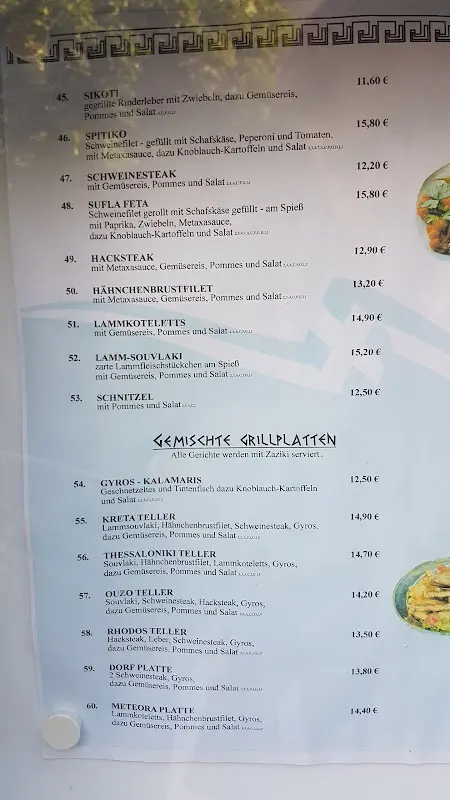 45. SIKOTI 11,60 €
gegrillte Rinderleber mit Zwiebeln, dazu Gemüsereis,
Pommes und Salat
46. SPITIKO 15,80 €
Schweinefilet - gefüllt mit Schafskäse, Peperoni und Tomaten,
mit Metaxasauce, dazu Knoblauch-Kartoffeln und Salat
47. SCHWEINESTEAK 12,20 €
mit Gemüsereis, Pommes und Salat
48. SUFLA FETA 15,80 €
Schweinefilet gerollt mit Schafskäse gefüllt - am Spieß
mit Paprika, Zwiebeln, Metaxasauce,
dazu Knoblauch-Kartoffeln und Salat
49. HACKSTEAK 12,90 €
mit Metaxasauce, Gemüsereis, Pommes und Salat
50. HÄHNCHENBRUSTFILET 13,20 €
mit Metaxasauce, Gemüsereis, Pommes und Salat
51. LAMMKOTELETTS 14,90 €
mit Gemüsereis, Pommes und Salat
52. LAMM-SOUVLAKI 15,20 €
zarte Lammfleischstückchen am Spieß
mit Gemüsereis, Pommes und Salat
53. SCHNITZEL 12,50 €
mit Pommes und Salat
GEMISCHTE GRILLPLATTEN
Alle Gerichte werden mit Zaziki serviert.
54. GYROS - KALAMARIS 12,50 €
Geschnetzeltes und Tintenfisch dazu Knoblauch-Kartoffeln
und Salat
55. KRETA TELLER 14,90 €
Lammsouvlaki, Hähnchenbrustfilet, Schweinesteak, Gyros,
dazu Gemüsereis, Pommes und Salat
56. THESSALONIKI TELLER 14,70 €
Souvlaki, Hähnchenbrustfilet, Lammkoteletts, Gyros,
dazu Gemüsereis, Pommes und Salat
57. OUZO TELLER 14,20 €
Souvlaki, Schweinesteak, Hacksteak, Gyros,
dazu Gemüsereis, Pommes und Salat
58. RHODOS TELLER 13,50 €
Hacksteak, Leber, Schweinesteak, Gyros,
dazu Gemüsereis, Pommes und Salat
59. DORF PLATTE 13,80 €
2 Schweinesteak, Gyros,
dazu Gemüsereis, Pommes und Salat
60. METEORA PLATTE 14,40 €
Lammkoteletts, Hähnchenbrustfilet, Gyros,
dazu Gemüsereis, Pommes und Salat